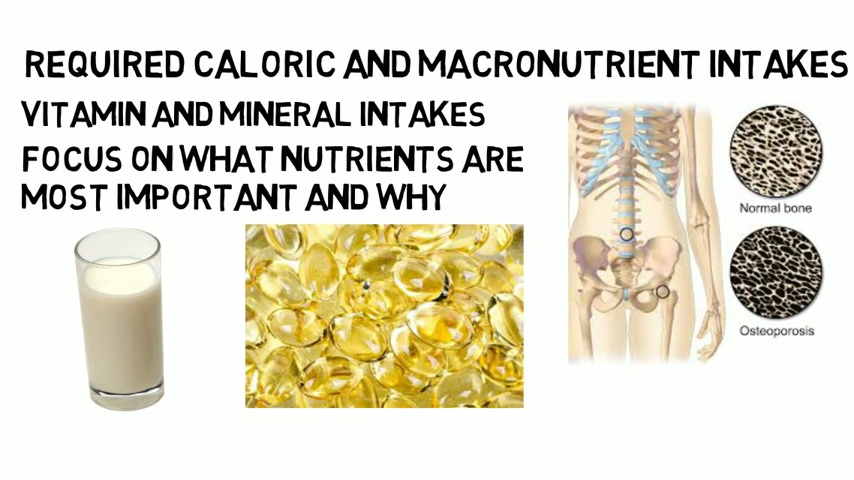 REQUIRED CALORIC AND MACRONUTRIENT INTAKES
VITAMIN AND MINERAL INTAKES
FOCUS ON WHAT NUTRIENTS ARE
MOST IMPORTANT AND WHY
Normal bone
Osteoporosis